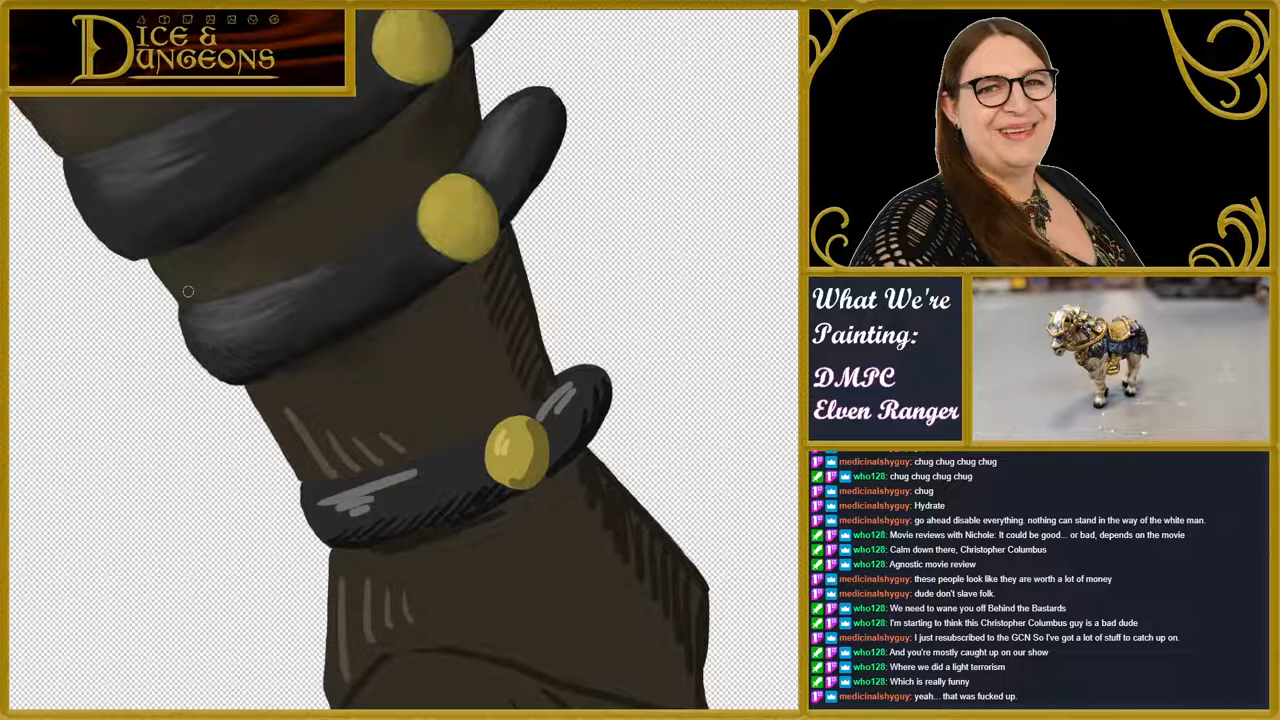 Dice &
Dungeons
What We're
Painting:
DMPC
Elven Ranger
medicinalshyguy: chug chug chug chug
who128: chug chug chug chug
medicinalshyguy: chug
medicinalshyguy: Hydrate
medicinalshyguy: go ahead disable everything. nothing can stand in the way of the white man.
who128: Movie reviews with Nichole: It could be good... or bad, depends on the movie
who128: Calm down there, Christopher Columbus
who128: Agnostic movie review
medicinalshyguy: these people look like they are worth a lot of money
medicinalshyguy: dude don't slave folk.
who128: We need to wane you off Behind the Bastards
who128: I'm starting to think this Christopher Columbus guy is a bad dude
medicinalshyguy: I just resubscribed to the GCN So I've got a lot of stuff to catch up on.
who128: And you're mostly caught up on our show
who128: Where we did a light terrorism
who128: Which is really funny
medicinalshyguy: yeah... that was fucked up.